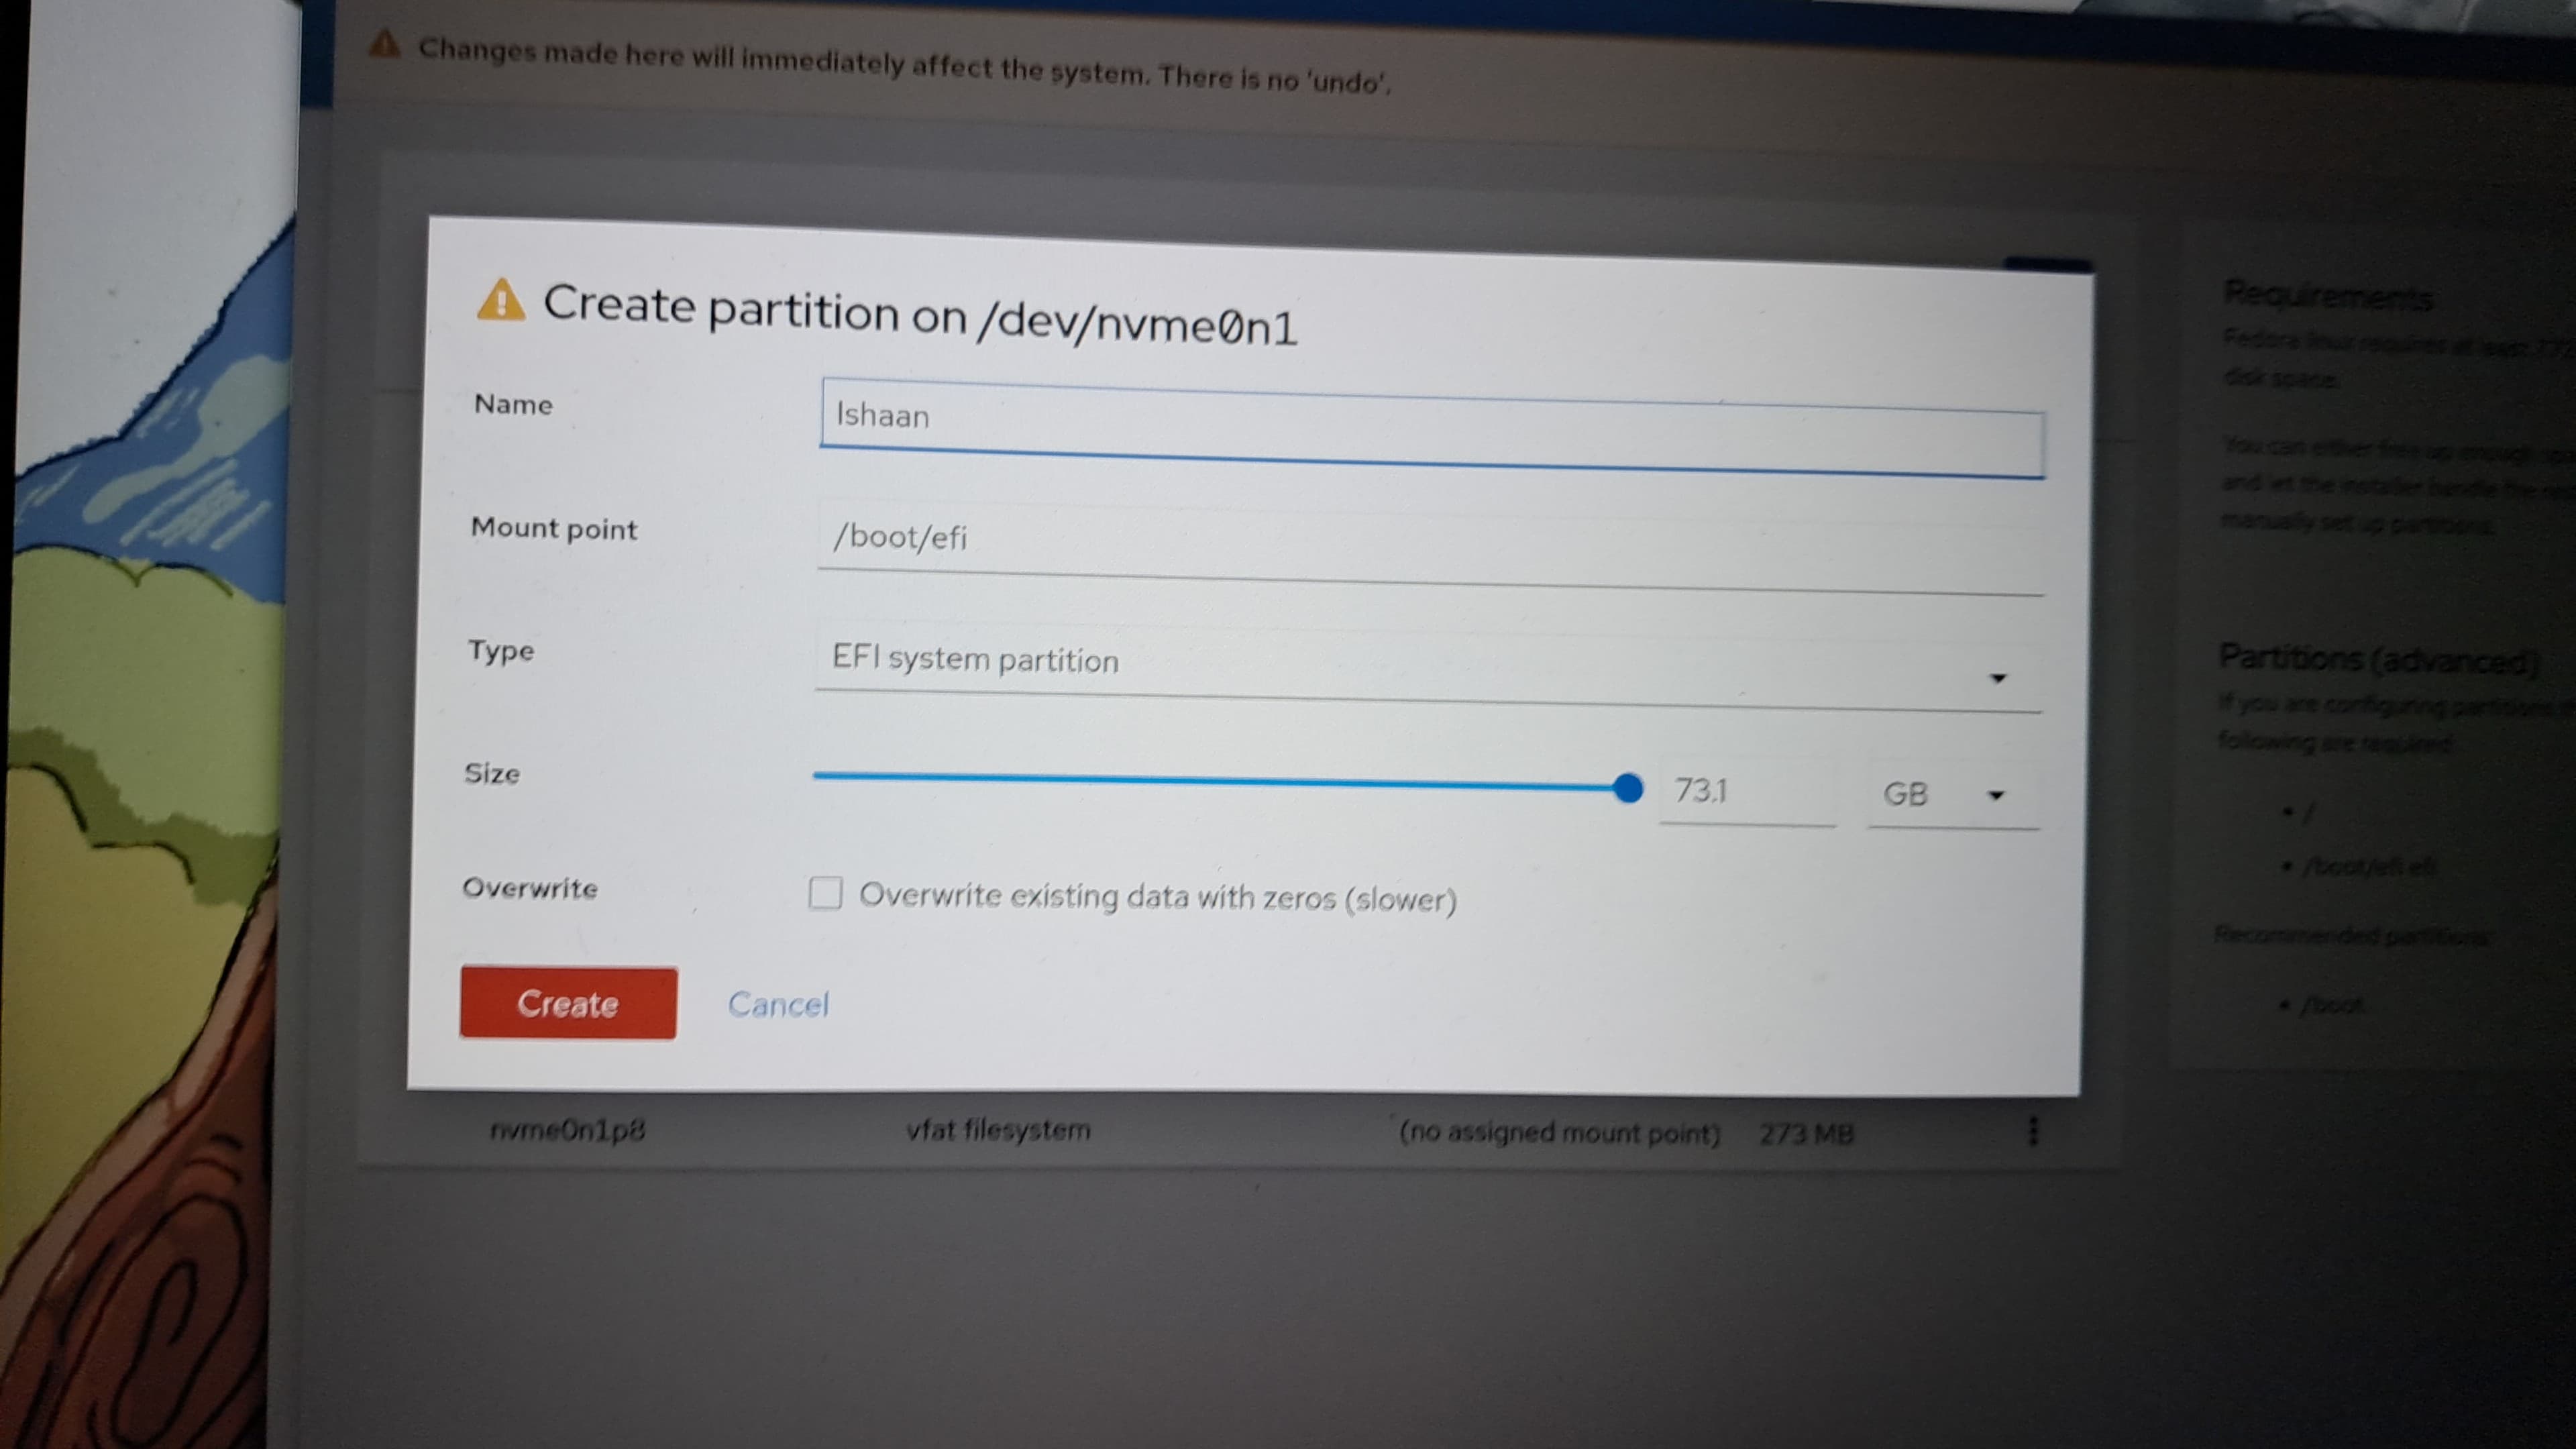 Changes made here will immediately affect the system. There is no 'undo'.
Create partition on /dev/nvme0n1
Name
Ishaan
Mount point
/boot/efi
Type
EFI system partition
Size
73.1
GB
Overwrite
Overwrite existing data with zeros (slower)
Create
Cancel
nvme0n1p8 vfat filesystem (no assigned mount point) 273 MB
Requirements
Fedora linux requires at least
disk space.
You can either free up enough
and let the installer handle the
manually set up partitions.
Partitions (advanced)
If you are configuring partitions
following are required
• /
• /boot/efi efi
Recommended partitions
• /boot